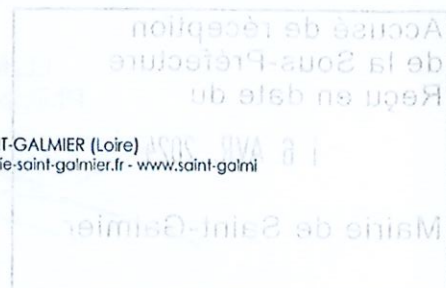 Accusé de réception
de la Sous-Préfecture
Reçu en date du
T-GALMIER (Loire)
ie-saint-galmier.fr - www.saint-galmi
AVR
Mairie de Saint-Galmier